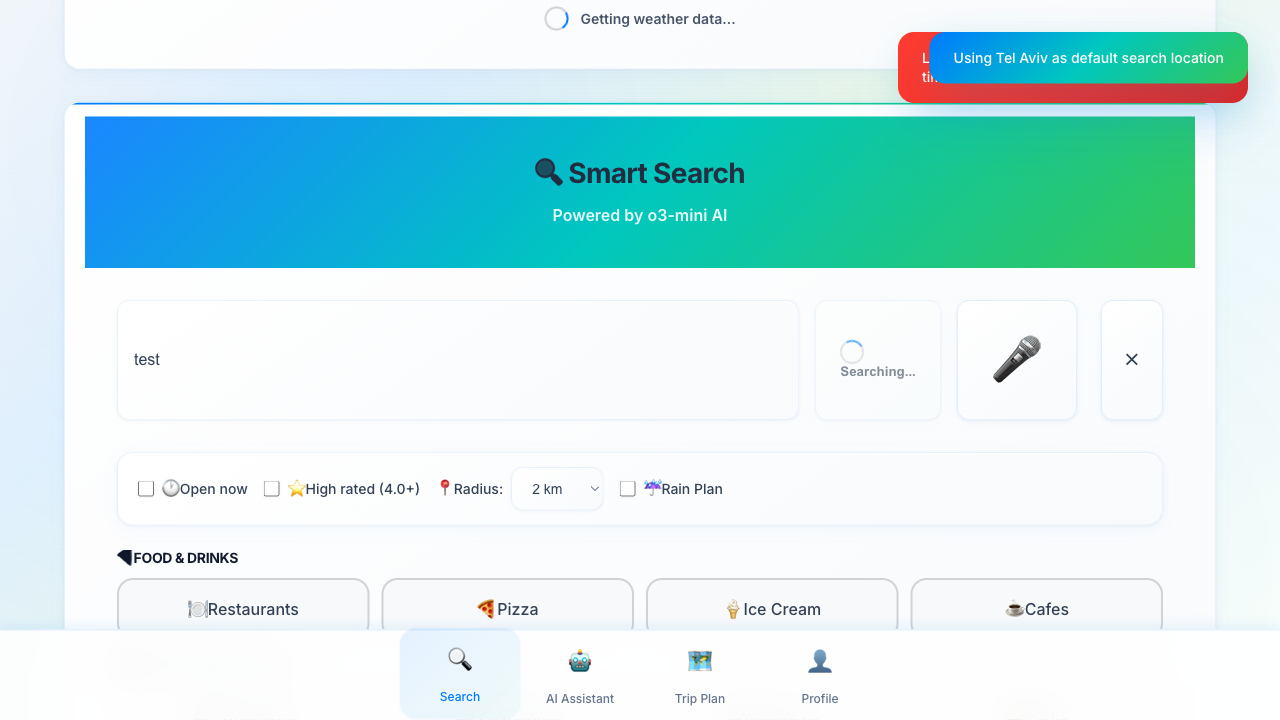 Getting weather data...
Using Tel Aviv as default search location
Smart Search
Powered by o3-mini AI
test
Searching...
×
Open now
High rated (4.0+)
Radius:
2 km
Rain Plan
FOOD & DRINKS
Restaurants
Pizza
Ice Cream
Cafes
Search
AI Assistant
Trip Plan
Profile